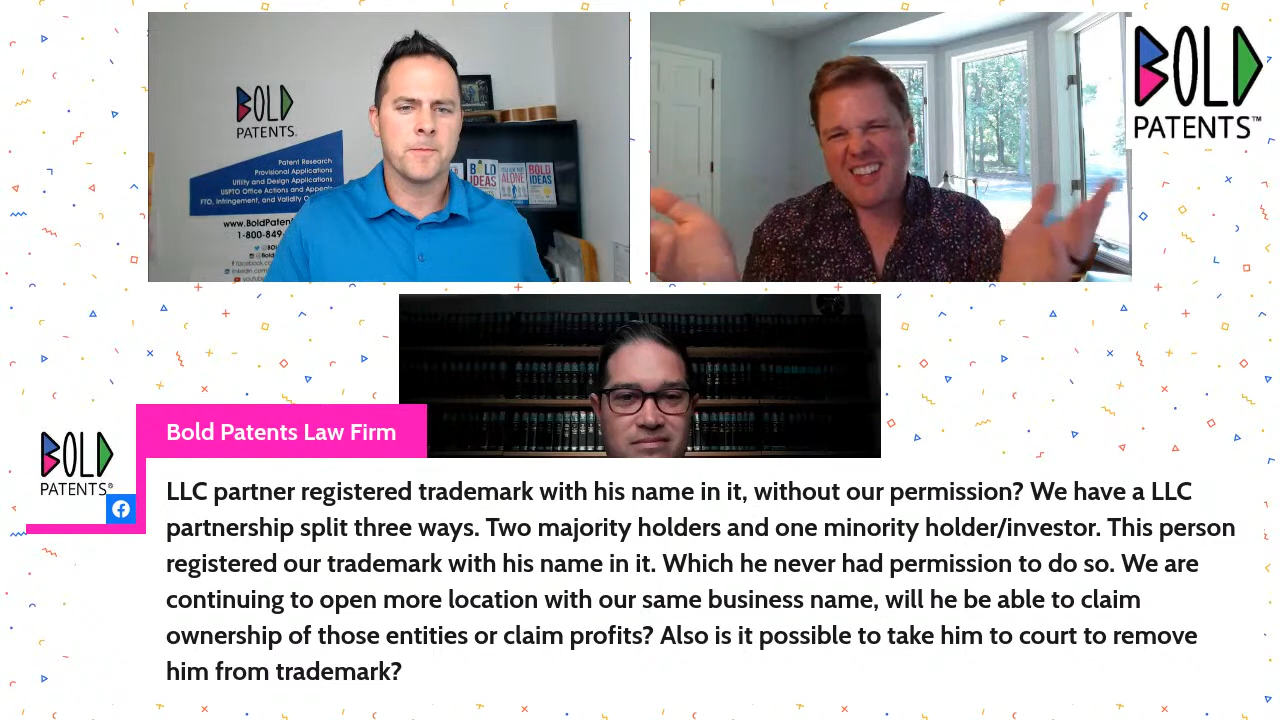 BOLD
PATENTS.
Patent Research
Provisional Applications
Utility and Design Applications
USPTO Office Actions and Appeals
FTO, Infringement, and Validity
www.BoldPatent
1-800-849
BOLD
IDEAS
ALONE
BOLD
IDEAS
BOLD
PATENTS™
Bold Patents Law Firm
BOLD
PATENTS®
LLC partner registered trademark with his name in it, without our permission? We have a LLC
partnership split three ways. Two majority holders and one minority holder/investor. This person
registered our trademark with his name in it. Which he never had permission to do so. We are
continuing to open more location with our same business name, will he be able to claim
ownership of those entities or claim profits? Also is it possible to take him to court to remove
him from trademark?